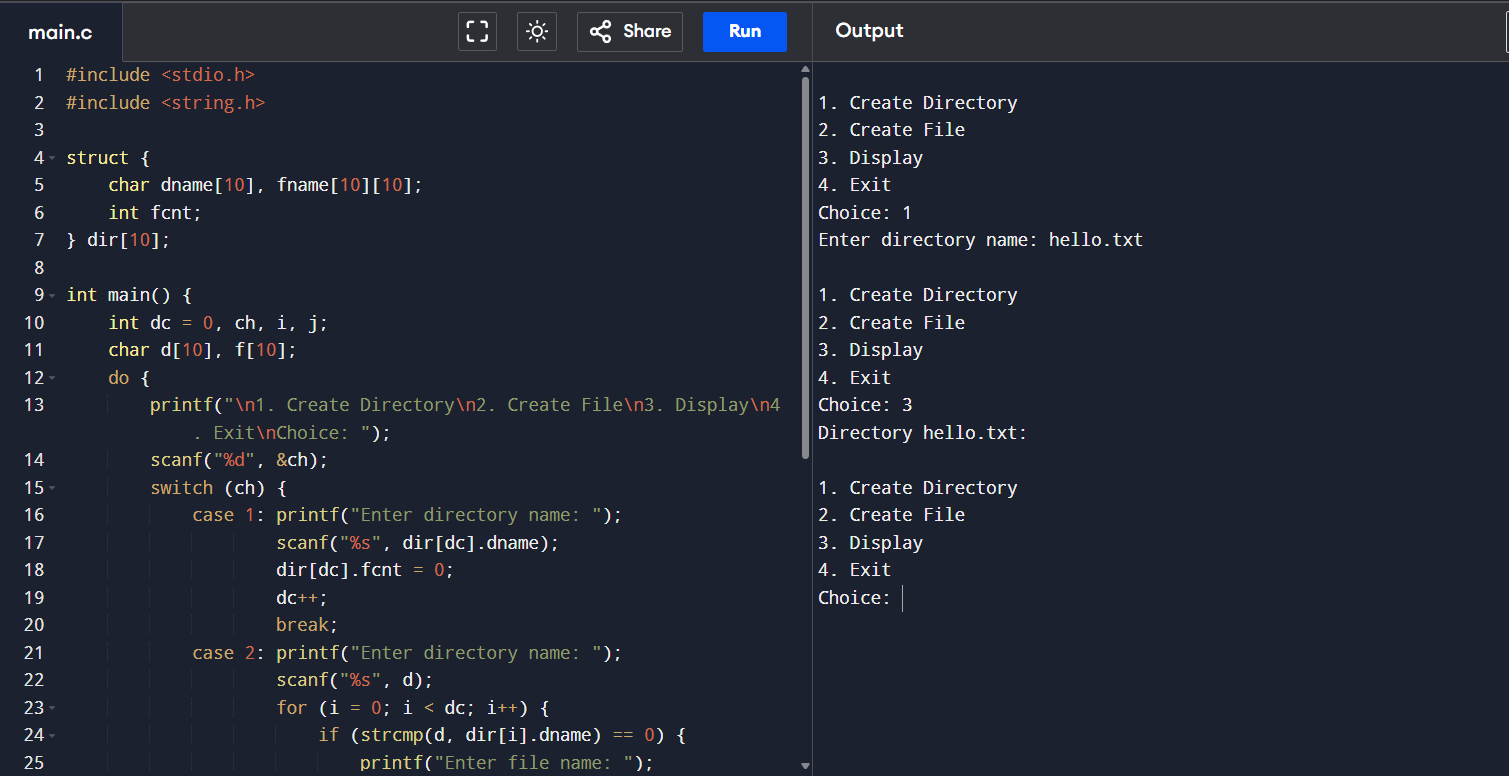 main.c
Share
Run
Output
1 #include <stdio.h>
2 #include <string.h>
3
4 struct {
5     char dname[10], fname[10][10];
6     int fcnt;
7 } dir[10];
8
9 int main() {
10     int dc = 0, ch, i, j;
11     char d[10], f[10];
12     do {
13         printf("\n1. Create Directory\n2. Create File\n3. Display\n4
. Exit\nChoice: ");
14         scanf("%d", &ch);
15         switch (ch) {
16             case 1: printf("Enter directory name: ");
17                     scanf("%s", dir[dc].dname);
18                     dir[dc].fcnt = 0;
19                     dc++;
20                     break;
21             case 2: printf("Enter directory name: ");
22                     scanf("%s", d);
23                     for (i = 0; i < dc; i++) {
24                         if (strcmp(d, dir[i].dname) == 0) {
25                             printf("Enter file name: ");
1. Create Directory
2. Create File
3. Display
4. Exit
Choice: 1
Enter directory name: hello.txt
1. Create Directory
2. Create File
3. Display
4. Exit
Choice: 3
Directory hello.txt:
1. Create Directory
2. Create File
3. Display
4. Exit
Choice: